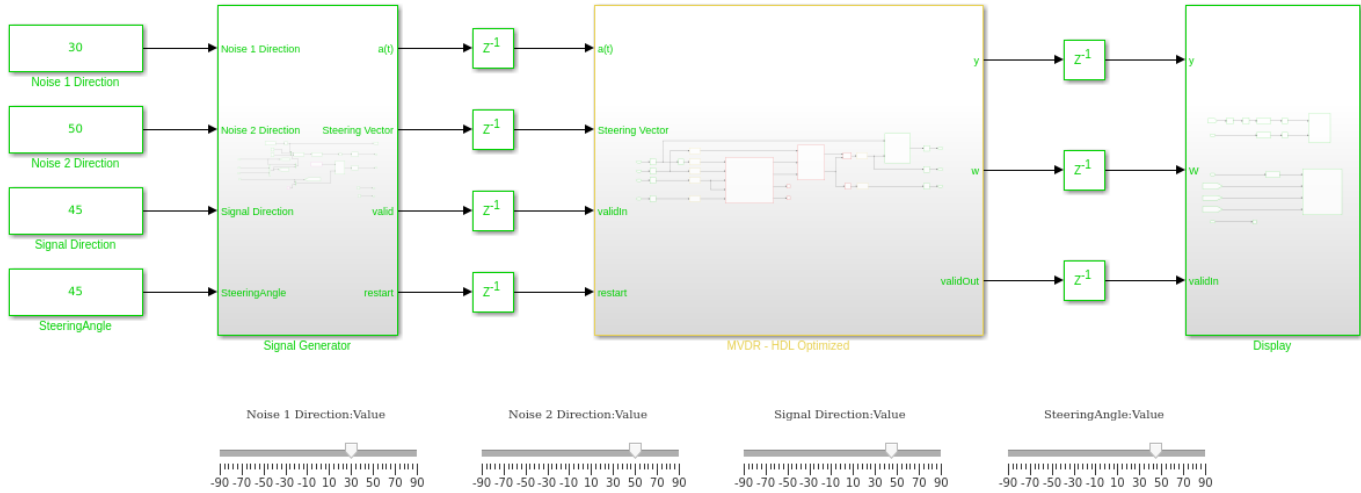 30
Noise 1 Direction
50
Noise 2 Direction
45
Signal Direction
45
SteeringAngle
Noise 1 Direction
Noise 2 Direction
Signal Direction
SteeringAngle
a(t)
Steering Vector
valid
restart
Signal Generator
Z-1
Z-1
Z-1
Z-1
a(t)
Steering Vector
validIn
restart
y
w
validOut
MVDR - HDL Optimized
Z-1
Z-1
Z-1
y
W
validIn
Display
Noise 1 Direction:Value
-90 -70 -50 -30 -10 10 30 50 70 90
Noise 2 Direction:Value
-90 -70 -50 -30 -10 10 30 50 70 90
Signal Direction:Value
-90 -70 -50 -30 -10 10 30 50 70 90
SteeringAngle:Value
-90 -70 -50 -30 -10 10 30 50 70 90